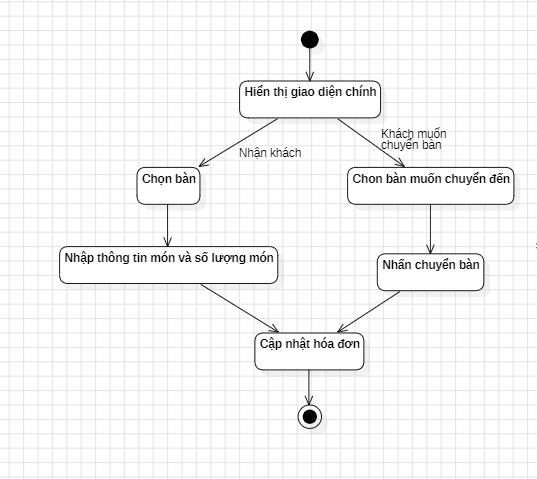 Hiển thị giao diện chính
Khách muốn
chuyển bàn
Nhận khách
Chọn bàn
Chon bàn muốn chuyển đến
Nhập thông tin món và số lượng món
Nhấn chuyển bàn
Cập nhật hóa đơn